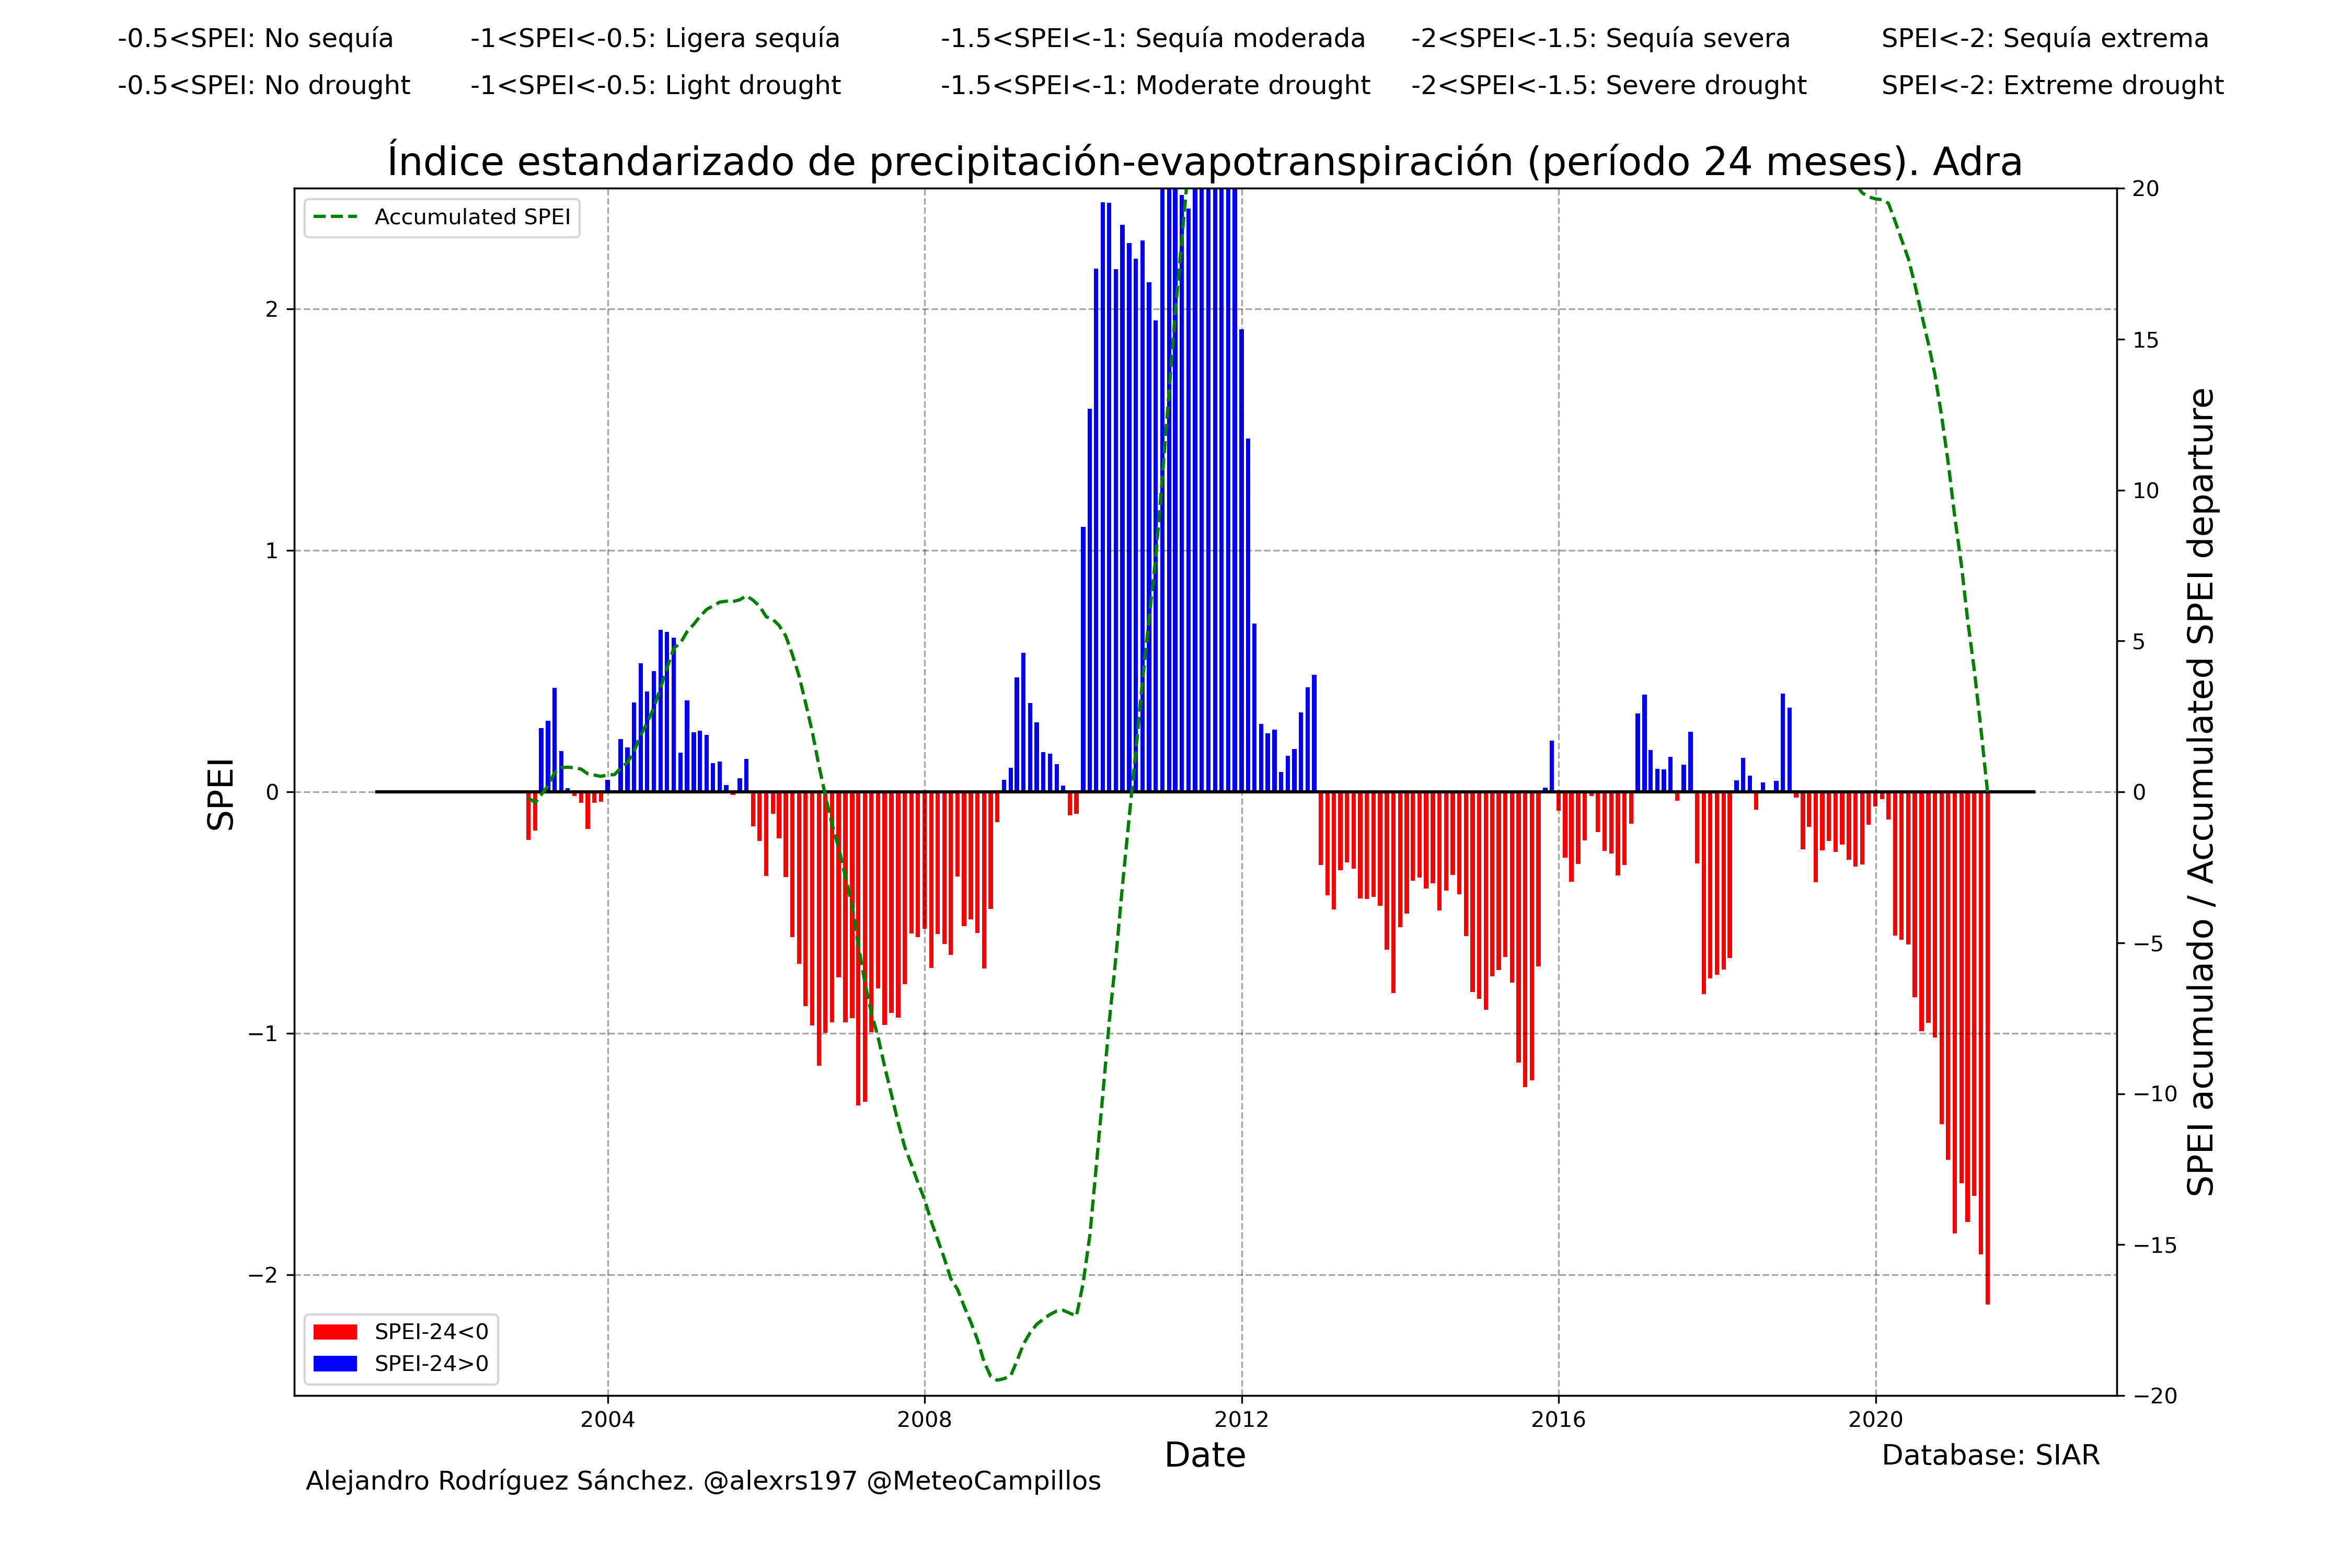 -0.5<SPEI: No sequía -1<SPEI<-0.5: Ligera sequía -1.5<SPEI<-1: Sequía moderada -2<SPEI<-1.5: Sequía severa SPEI<-2: Sequía extrema
-0.5<SPEI: No drought -1<SPEI<-0.5: Light drought -1.5<SPEI<-1: Moderate drought -2<SPEI<-1.5: Severe drought SPEI<-2: Extreme drought
Índice estandarizado de precipitación-evapotranspiración (período 24 meses). Adra
Accumulated SPEI
SPEI
2
1
0
−1
−2
20
15
10
5
0
−5
−10
−15
−20
SPEI acumulado / Accumulated SPEI departure
SPEI-24<0
SPEI-24>0
2004 2008 2012 2016 2020
Date
Database: SIAR
Alejandro Rodríguez Sánchez. @alexrs197 @MeteoCampillos